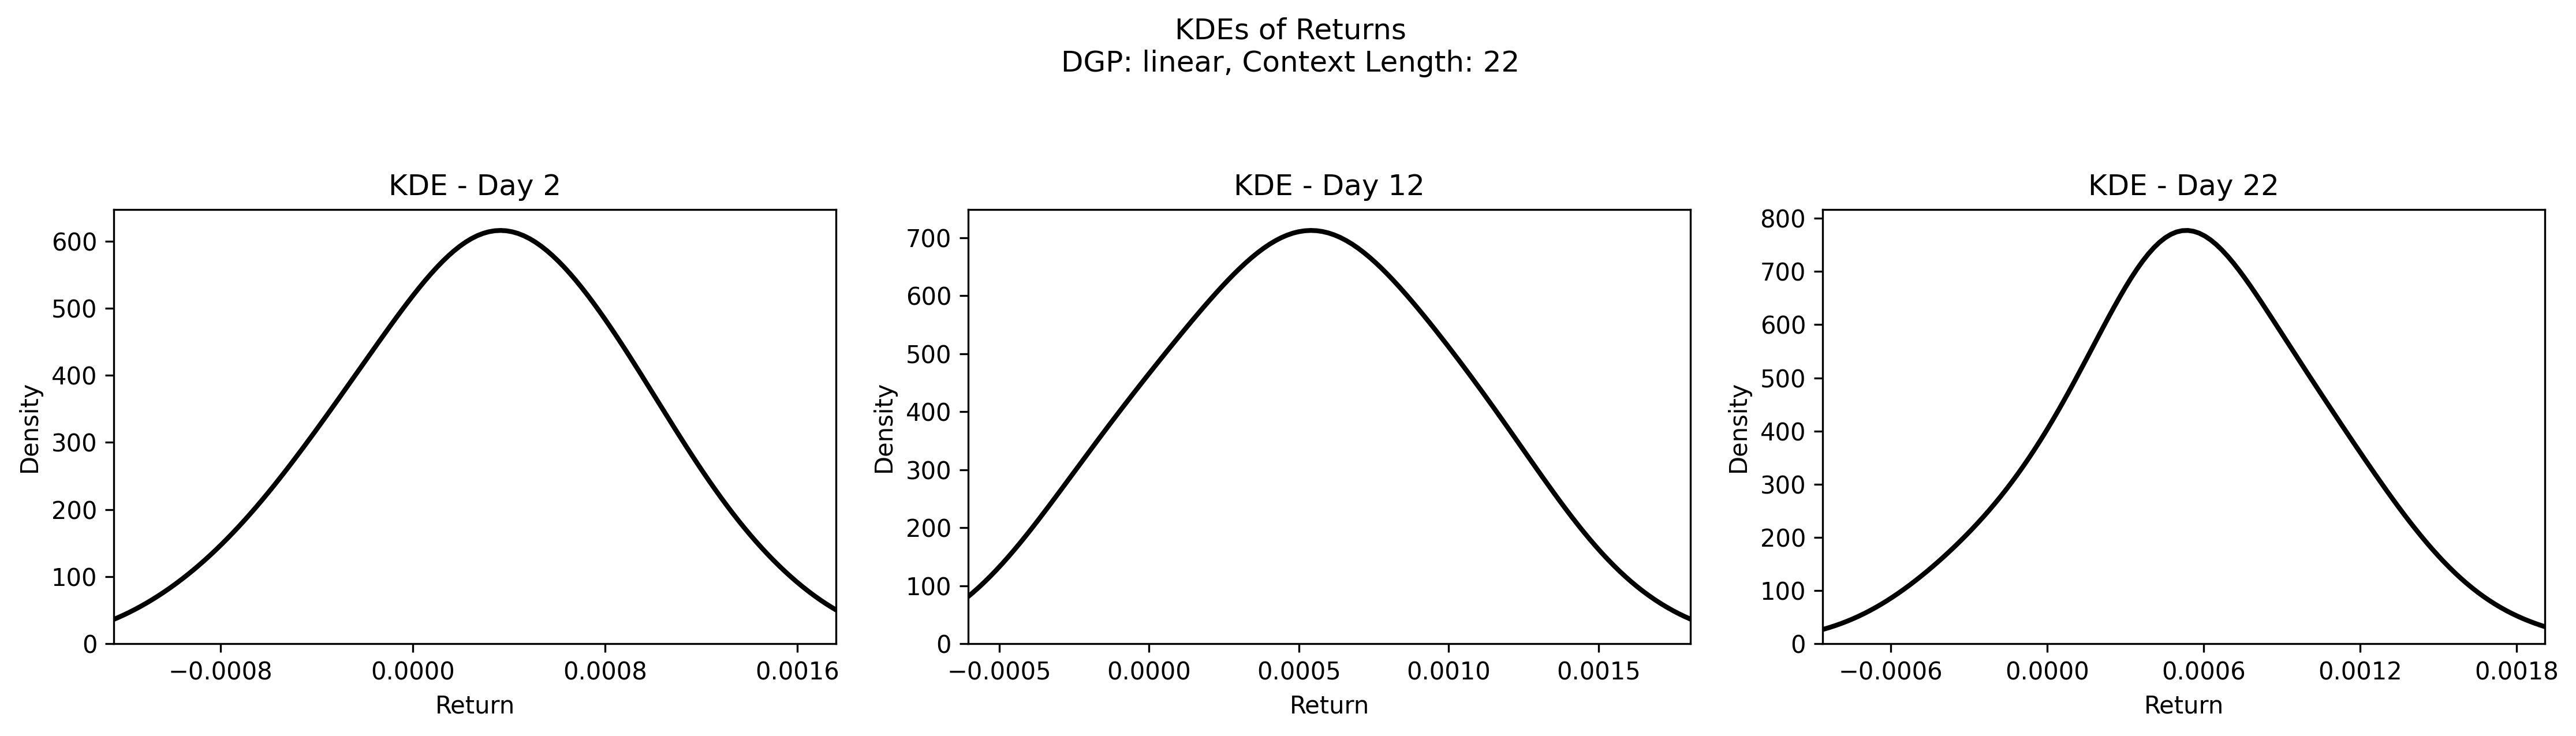 KDEs of Returns
DGP: linear, Context Length: 22
KDE - Day 2
Density
600
500
400
300
200
100
0
−0.0008 0.0000 0.0008 0.0016
Return
KDE - Day 12
Density
700
600
500
400
300
200
100
0
−0.0005 0.0000 0.0005 0.0010 0.0015
Return
KDE - Day 22
Density
800
700
600
500
400
300
200
100
0
−0.0006 0.0000 0.0006 0.0012 0.0018
Return